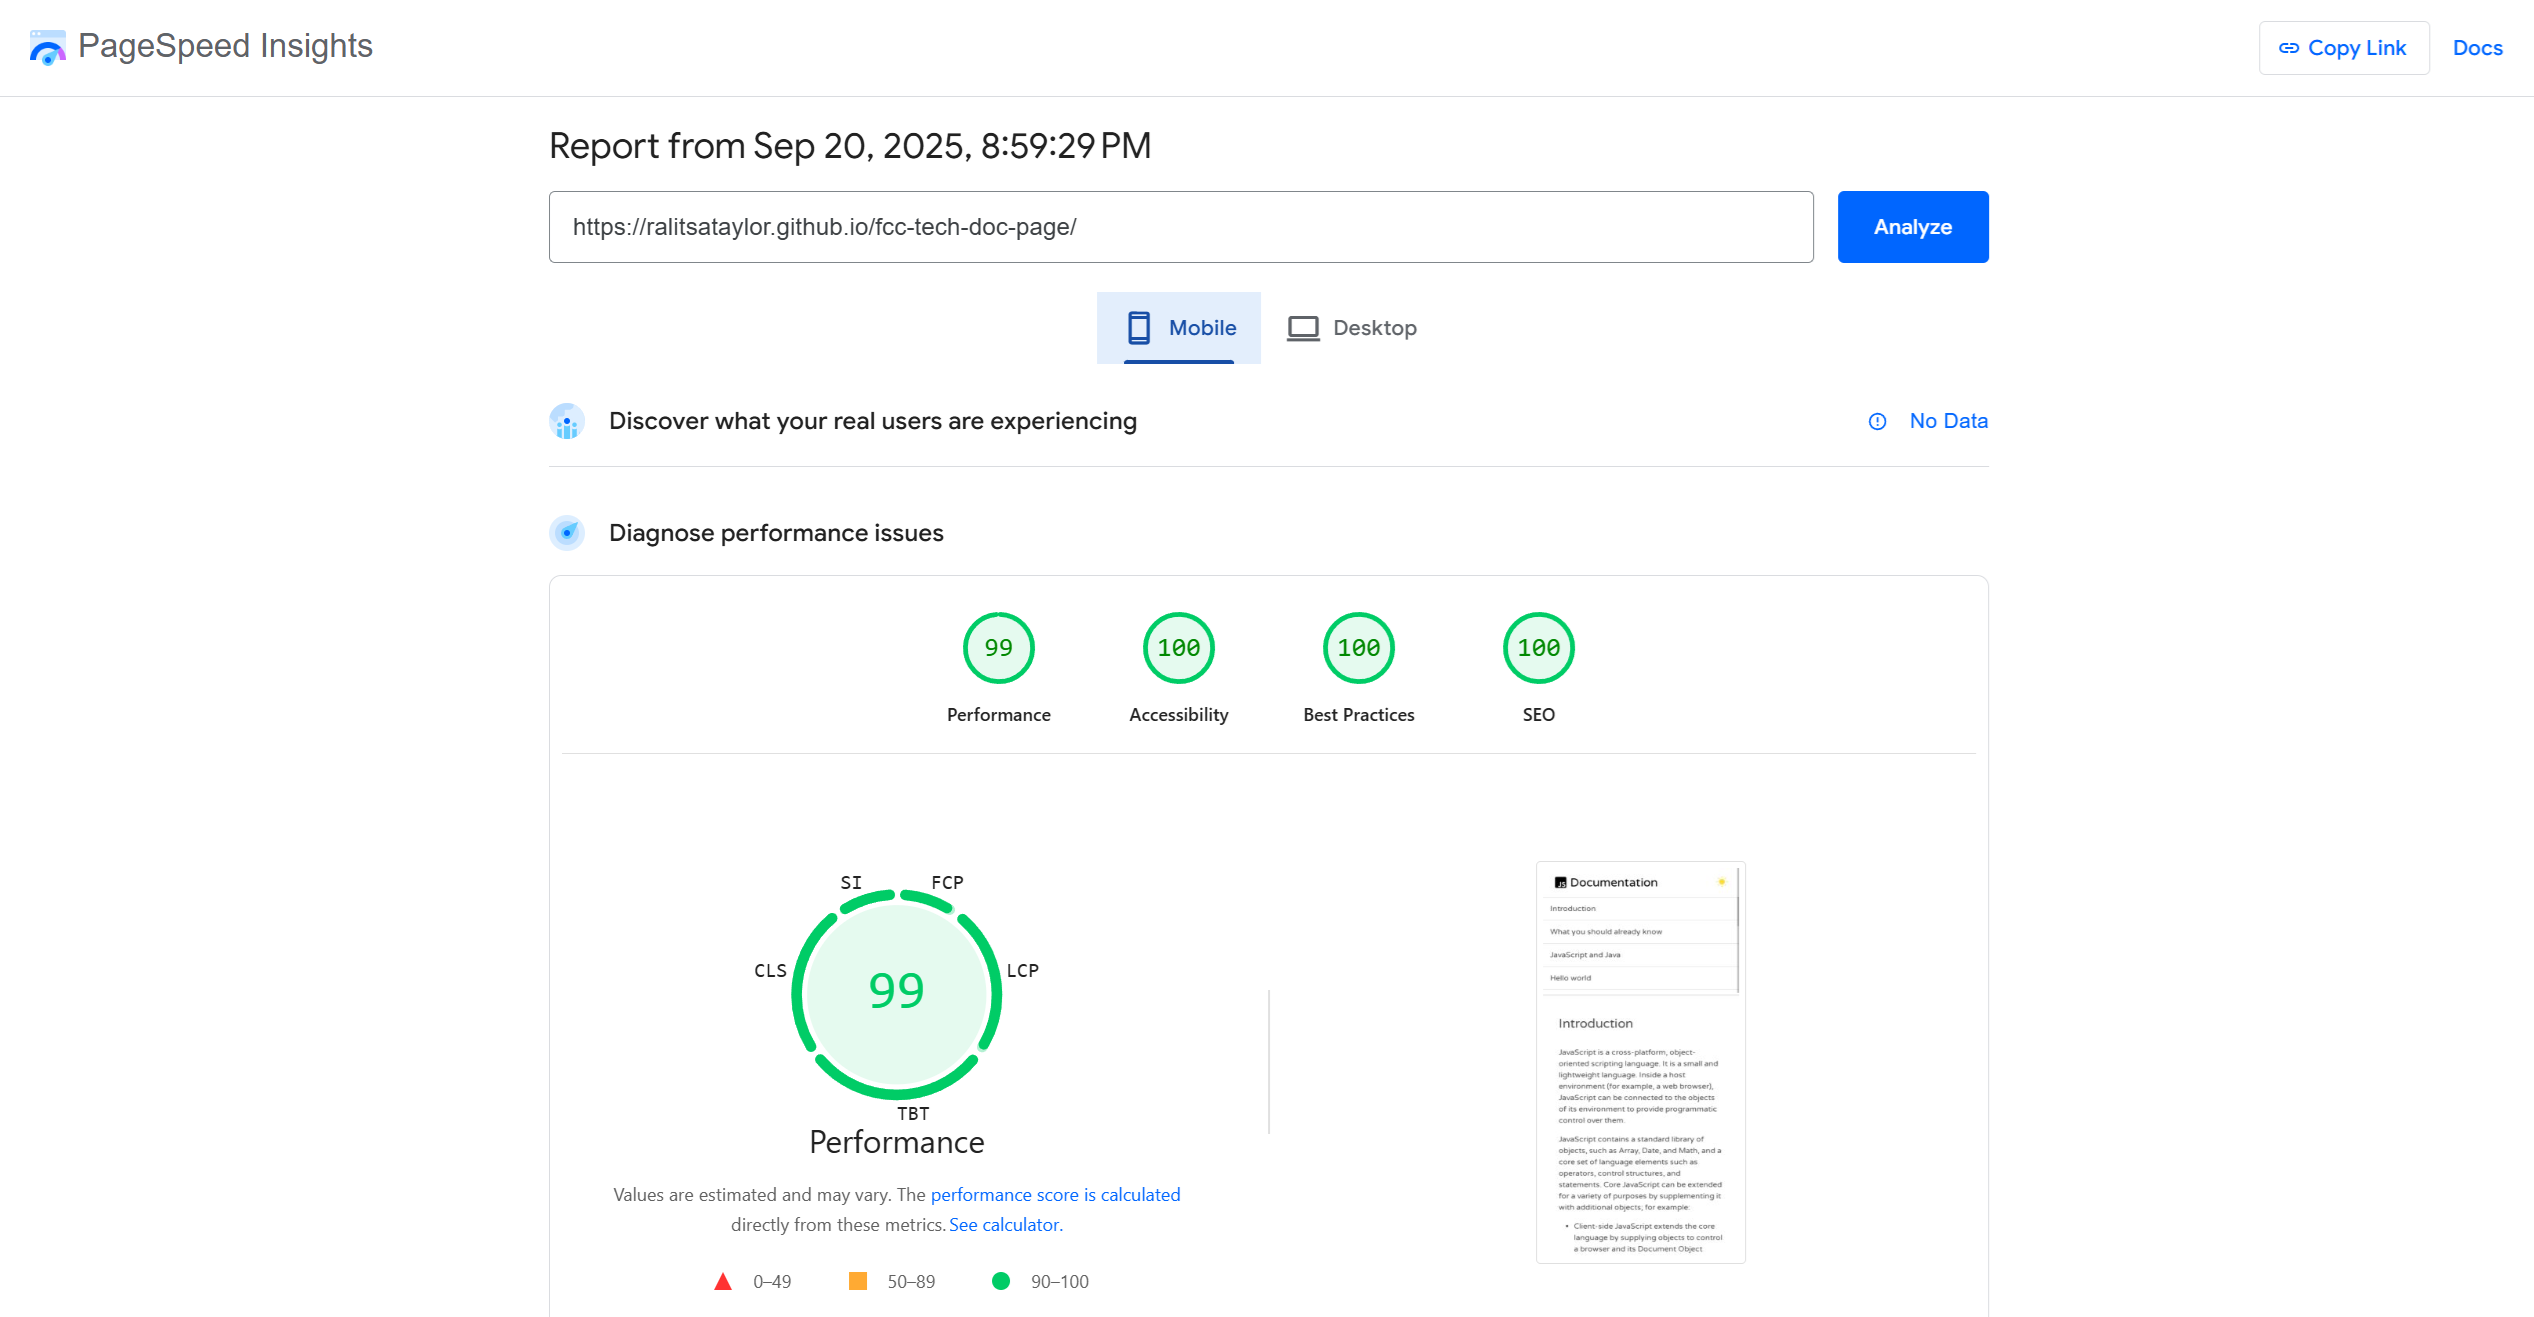 PageSpeed Insights
Copy Link
Docs
Report from Sep 20, 2025, 8:59:29 PM
https://ralitsataylor.github.io/fcc-tech-doc-page/
Analyze
Mobile
Desktop
Discover what your real users are experiencing
No Data
Diagnose performance issues
99
100
100
100
Performance
Accessibility
Best Practices
SEO
SI
FCP
CLS
LCP
99
TBT
Performance
Values are estimated and may vary. The performance score is calculated
directly from these metrics. See calculator.
0–49
50–89
90–100
JS Documentation
Introduction
What you should already know
JavaScript and Java
Hello world
Introduction
JavaScript is a cross-platform, object-
oriented scripting language. It is a small and
lightweight language. Inside a host
environment (for example, a web browser),
JavaScript can be connected to the objects
of its environment to provide programmatic
control over them.
JavaScript contains a standard library of
objects, such as Array, Date, and Math, and a
core set of language elements such as
operators, control structures, and
statements. Core JavaScript can be extended
for a variety of purposes by supplementing it
with additional objects; for example:
• Client-side JavaScript extends the core
language by supplying objects to control
a browser and its Document Object